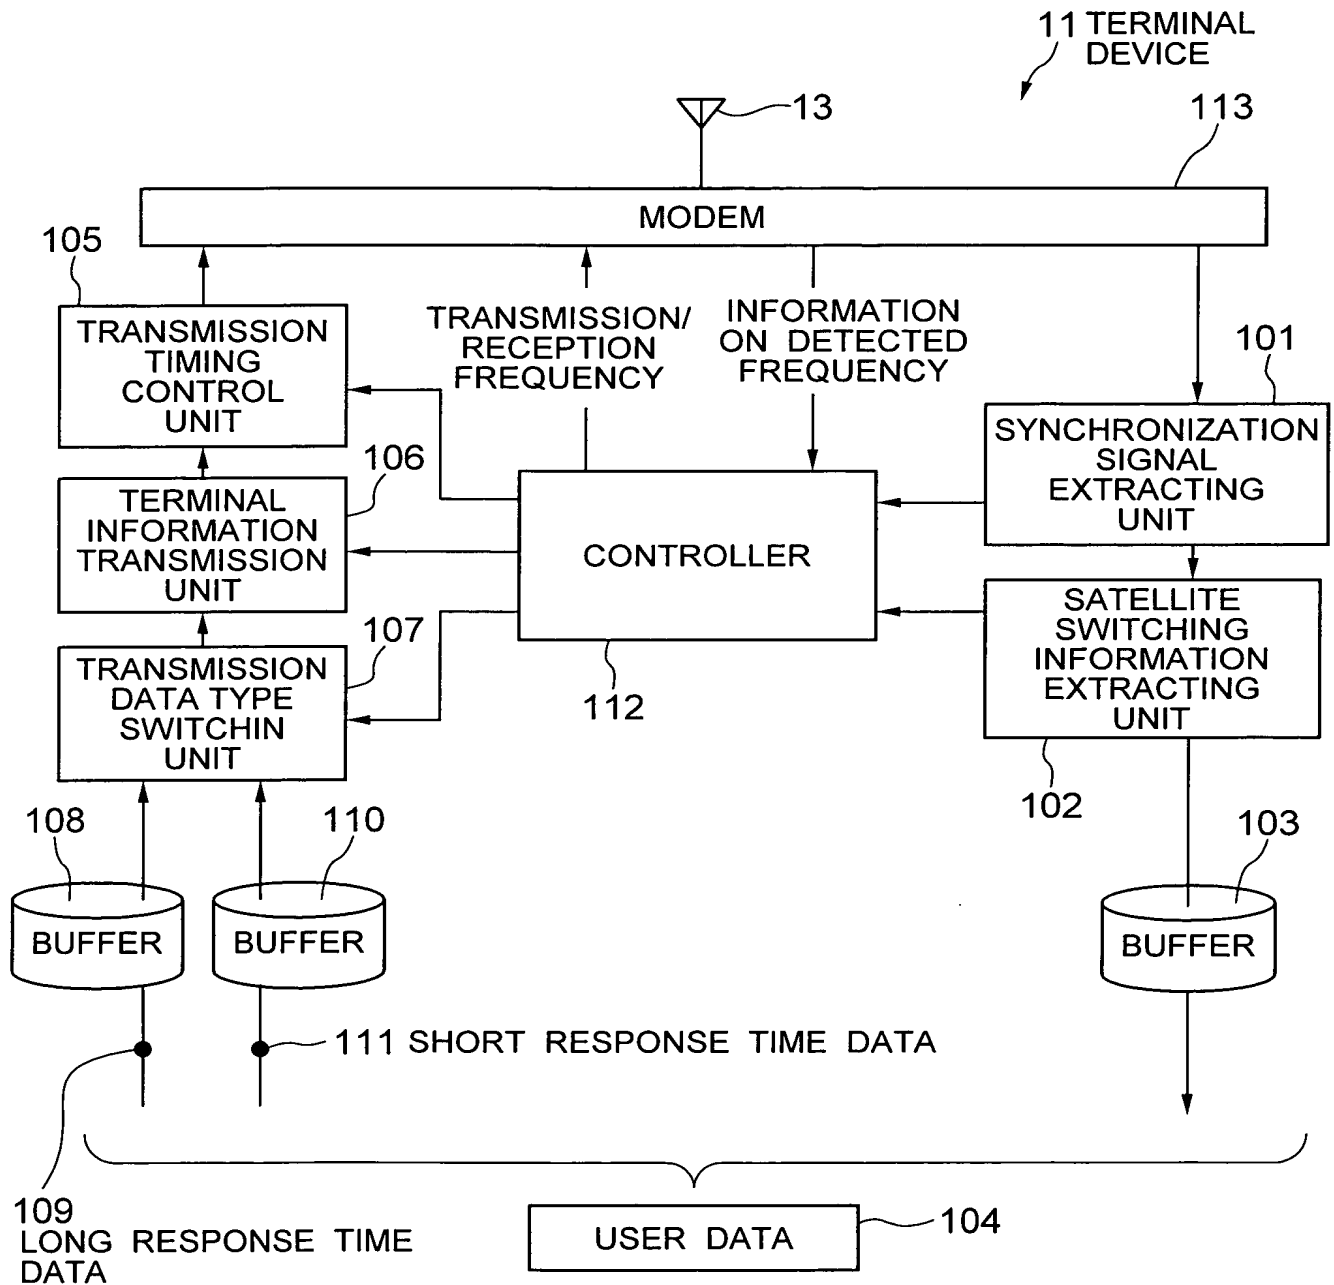 11 TERMINAL
DEVICE
13
113
MODEM
105
TRANSMISSION
TIMING
CONTROL
UNIT
TRANSMISSION/
RECEPTION
FREQUENCY
INFORMATION
ON DETECTED
FREQUENCY
101
SYNCHRONIZATION
SIGNAL
EXTRACTING
UNIT
106
TERMINAL
INFORMATION
TRANSMISSION
UNIT
CONTROLLER
112
SATELLITE
SWITCHING
INFORMATION
EXTRACTING
UNIT
102
107
TRANSMISSION
DATA TYPE
SWITCHIN
UNIT
108
BUFFER
110
BUFFER
103
BUFFER
111 SHORT RESPONSE TIME DATA
109
LONG RESPONSE TIME
DATA
USER DATA
104